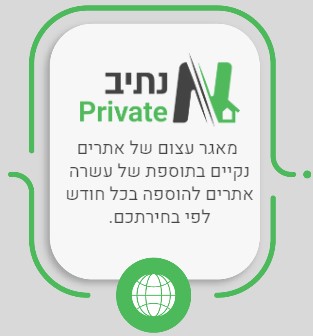 נתיב
Private
מאגר עצום של אתרים
נקיים בתוספת של עשרה
אתרים להוספה בכל חודש
לפי בחירתכם.